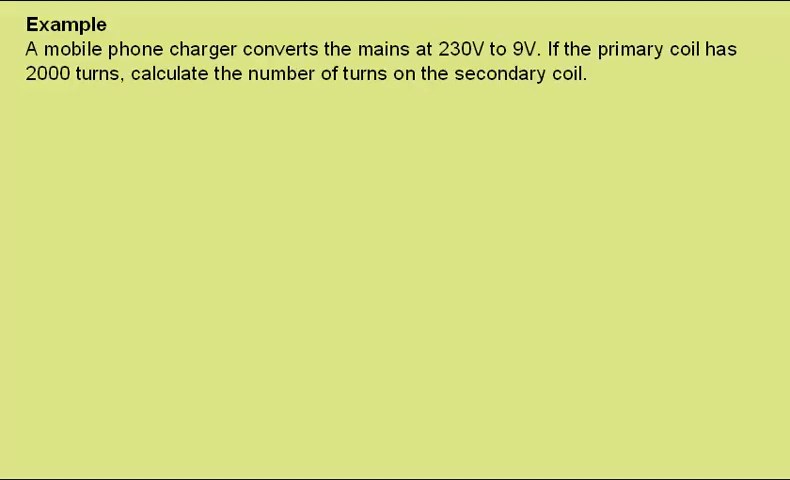 Example
A mobile phone charger converts the mains at 230V to 9V. If the primary coil has
2000 turns, calculate the number of turns on the secondary coil.